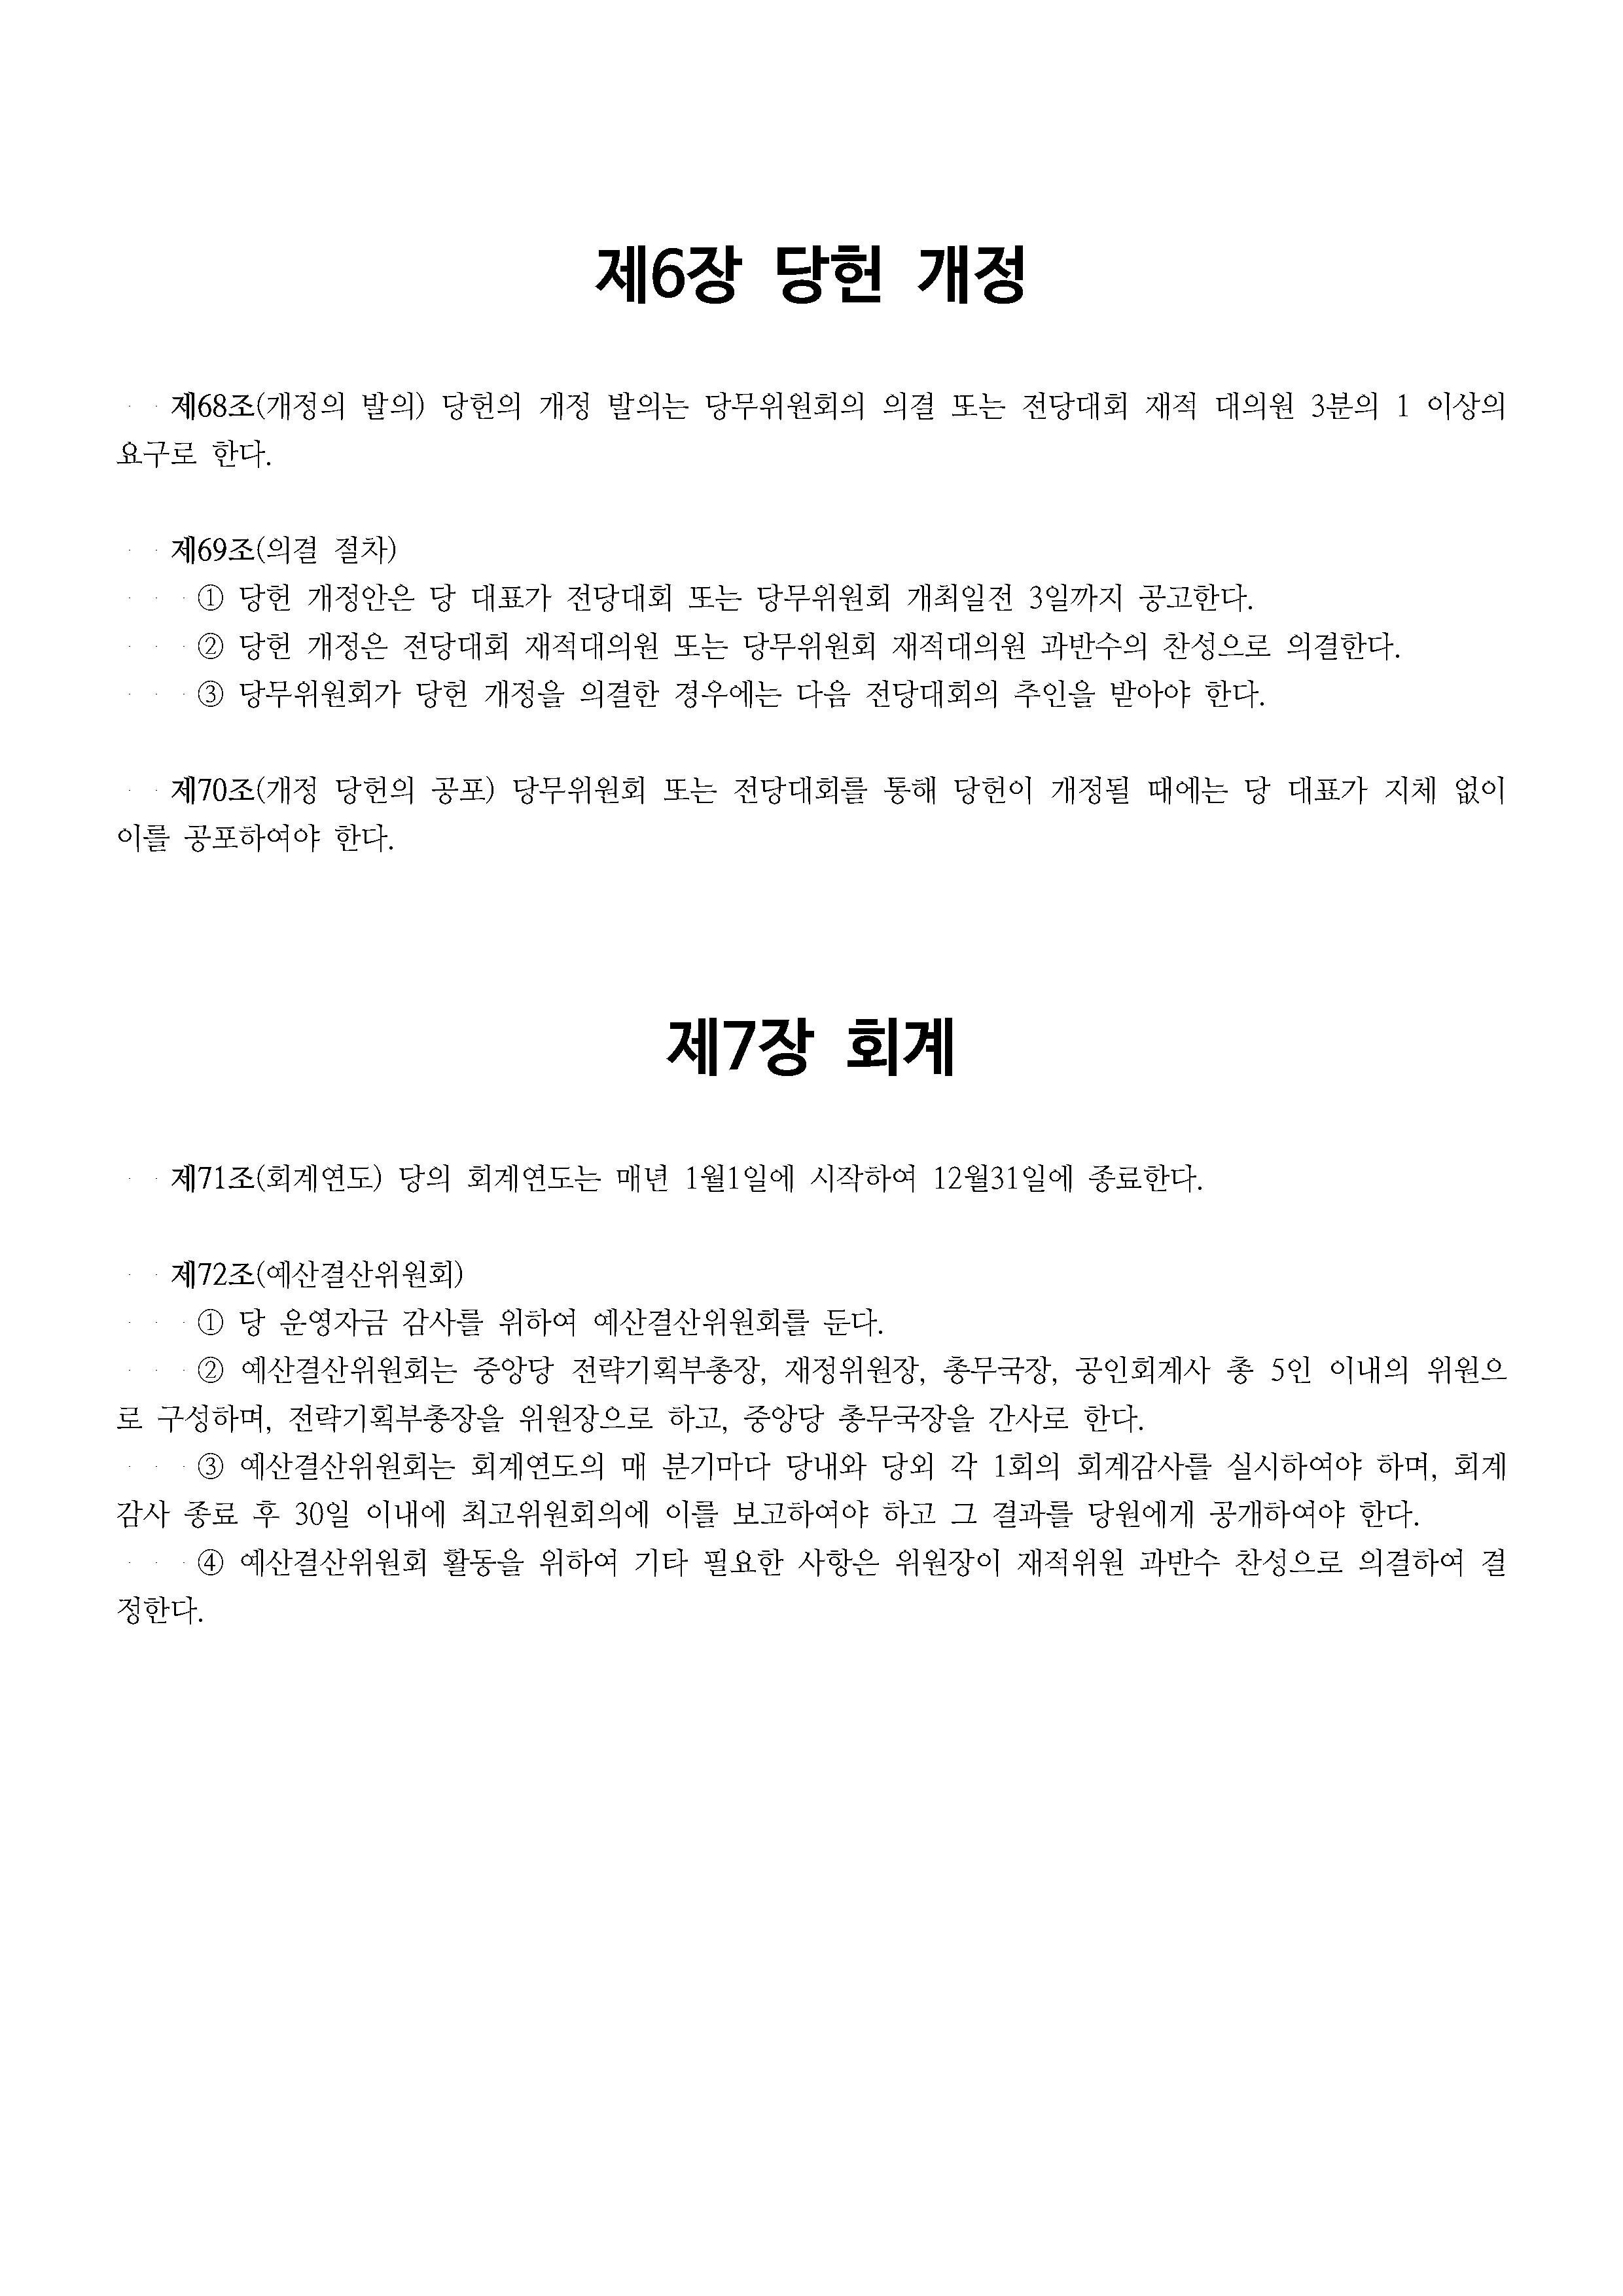 제6장 당헌 개정
제68조(개정의 발의) 당헌의 개정 발의는 당무위원회의 의결 또는 전당대회 재적 대의원 3분의 1 이상의
요구로 한다.
제69조(의결 절차)
① 당헌 개정안은 당 대표가 전당대회 또는 당무위원회 개최일전 3일까지 공고한다.
② 당헌 개정은 전당대회 재적대의원 또는 당무위원회 재적대의원 과반수의 찬성으로 의결한다.
③ 당무위원회가 당헌 개정을 의결한 경우에는 다음 전당대회의 추인을 받아야 한다.
제70조(개정 당헌의 공포) 당무위원회 또는 전당대회를 통해 당헌이 개정될 때에는 당 대표가 지체 없이
이를 공포하여야 한다.
제7장 회계
제71조(회계연도) 당의 회계연도는 매년 1월1일에 시작하여 12월31일에 종료한다.
제72조(예산결산위원회)
① 당 운영자금 감사를 위하여 예산결산위원회를 둔다.
② 예산결산위원회는 중앙당 전략기획부총장, 재정위원장, 총무국장, 공인회계사 총 5인 이내의 위원으
로 구성하며, 전략기획부총장을 위원장으로 하고, 중앙당 총무국장을 간사로 한다.
③ 예산결산위원회는 회계연도의 매 분기마다 당내와 당외 각 1회의 회계감사를 실시하여야 하며, 회계
감사 종료 후 30일 이내에 최고위원회의에 이를 보고하여야 하고 그 결과를 당원에게 공개하여야 한다.
④ 예산결산위원회 활동을 위하여 기타 필요한 사항은 위원장이 재적위원 과반수 찬성으로 의결하여 결
정한다.